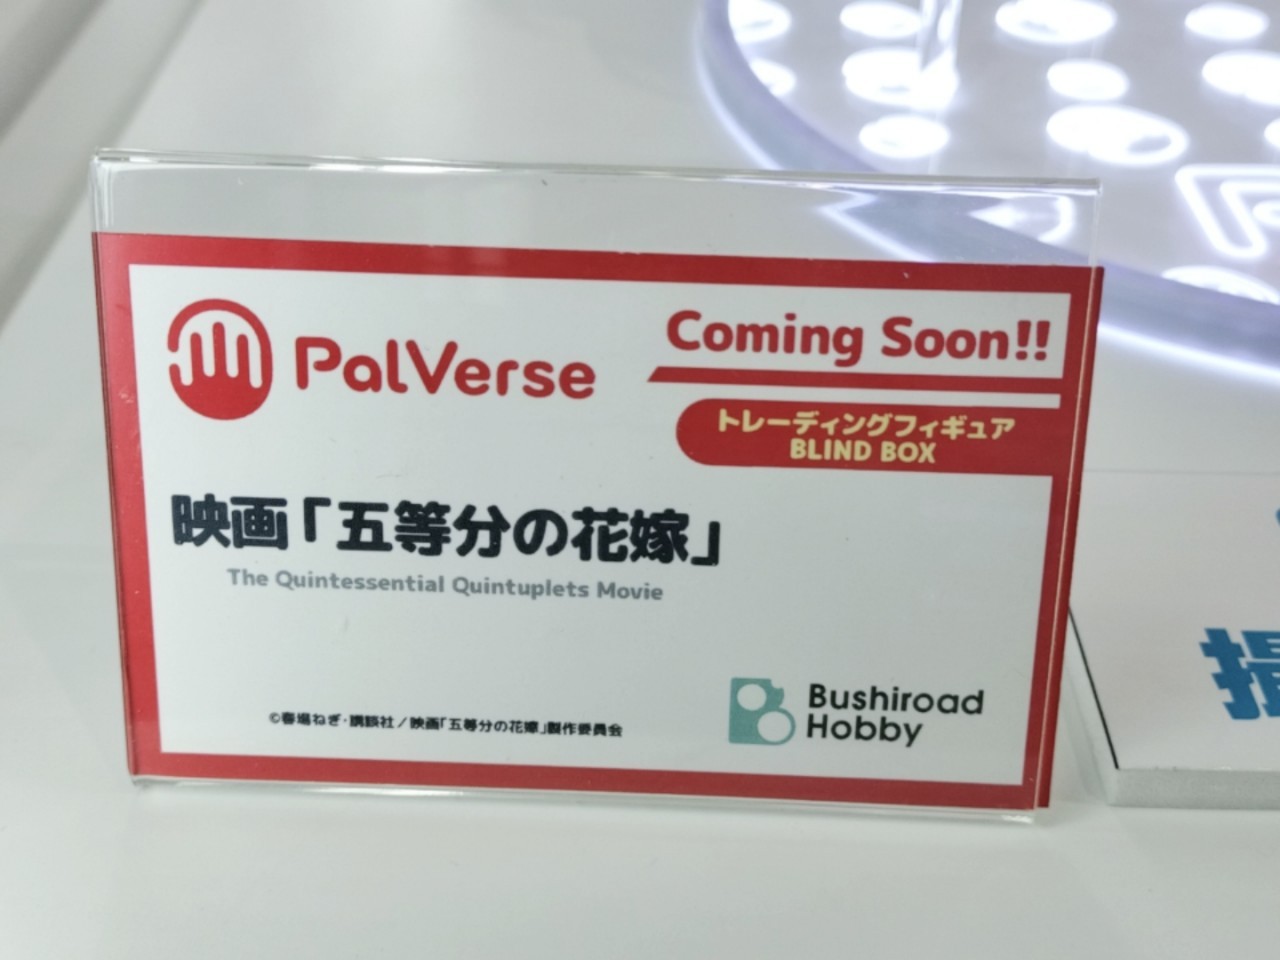 PalVerse
Coming Soon!!
トレーディングフィギュア
BLIND BOX
映画「五等分の花嫁」
The Quintessential Quintuplets Movie
©春場ねぎ・講談社／映画「五等分の花嫁」製作委員会
Bushiroad
Hobby
撮